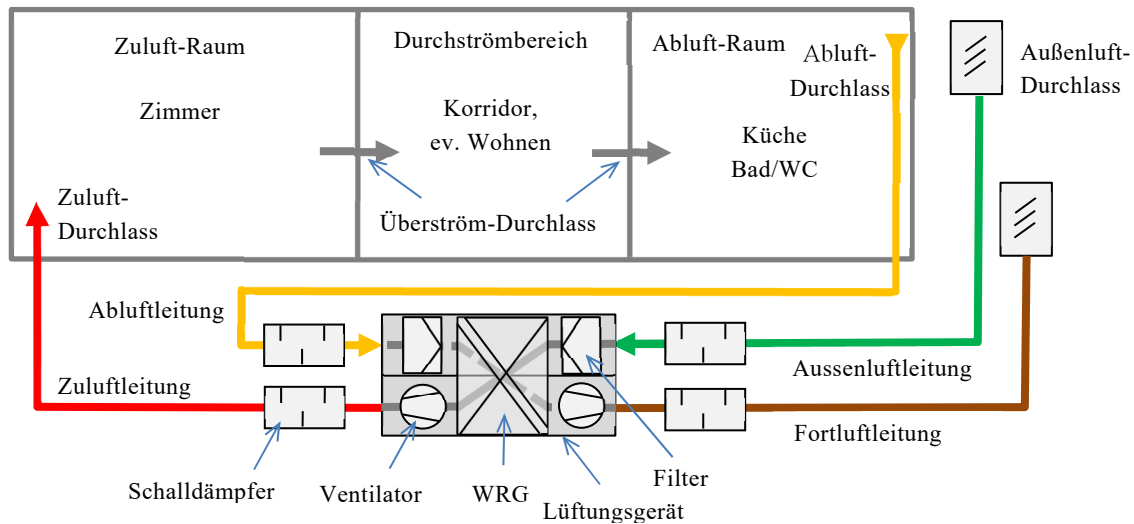 Zuluft-Raum
Zimmer
Zuluft-
Durchlass
Durchströmbereich
Korridor,
ev. Wohnen
Überström-Durchlass
Abluft-Raum
Abluft-
Durchlass
Küche
Bad/WC
Außenluft-
Durchlass
Abluftleitung
Zuluftleitung
Aussenluftleitung
Fortluftleitung
Schalldämpfer
Ventilator
WRG
Lüftungsgerät
Filter